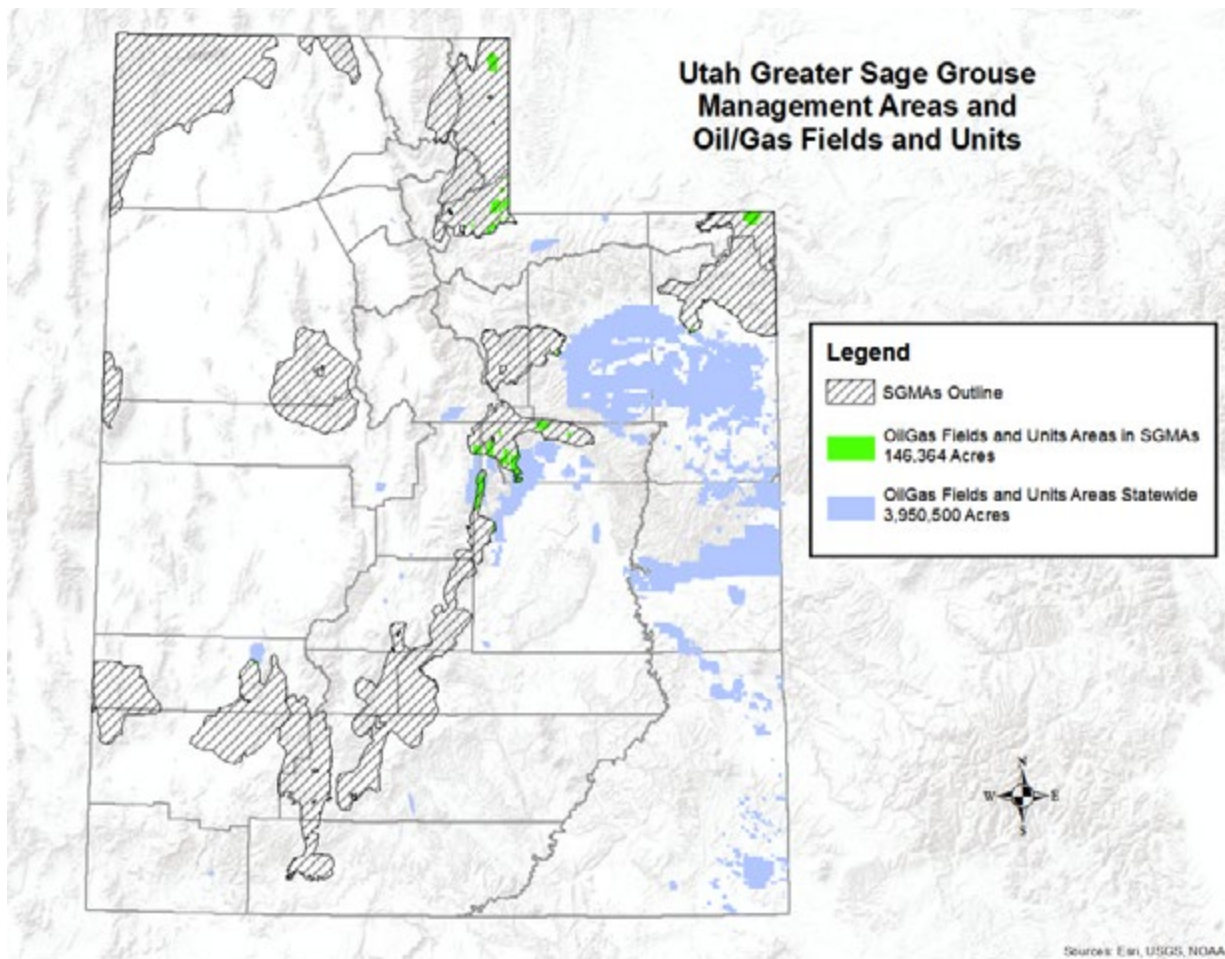 Utah Greater Sage Grouse
Management Areas and
Oil/Gas Fields and Units
Legend
SGMAs Outline
OilGas Fields and Units Areas in SGMAs
146,364 Acres
OilGas Fields and Units Areas Statewide
3,950,500 Acres
N
W E
S
Sources: Esri, USGS, NOAA